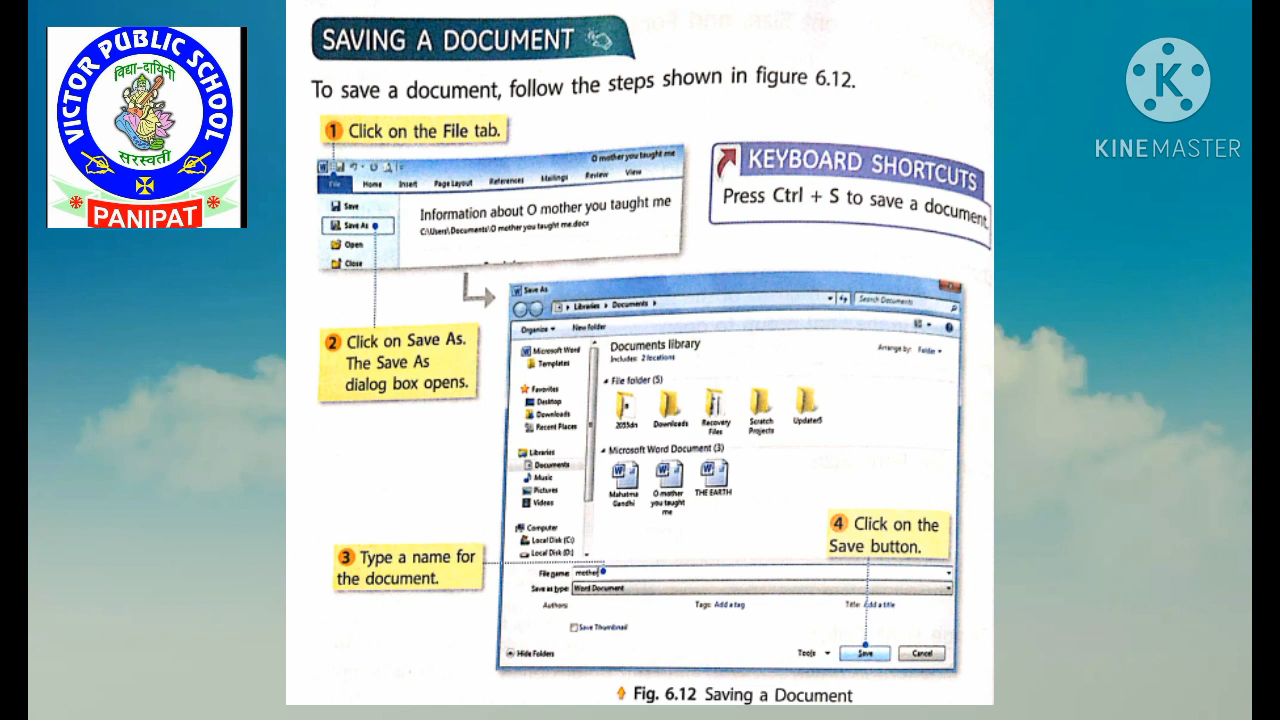 VICTOR PUBLIC SCHOOL
विद्या-दायिनी
सरस्वती
PANIPAT
K
KINEMASTER
SAVING A DOCUMENT
To save a document, follow the steps shown in figure 6.12.
1 Click on the File tab.
O mother you taught me
File Home Insert Page Layout References Mailings Review View
Save
Save As
Open
Close
Information about O mother you taught me
C:\Users\Documents\O mother you taught me.docx
KEYBOARD SHORTCUTS
Press Ctrl + S to save a document.
2 Click on Save As.
The Save As
dialog box opens.
Save As
Libraries Documents
Search Documents
Organize New folder
Microsoft Word
Templates
Favorites
Desktop
Downloads
Recent Places
Libraries
Documents
Music
Pictures
Videos
Computer
Local Disk (C:)
Local Disk (D:)
Documents library
Includes: 2 locations
Arrange by: Folder
File folder (5)
Downloads
Recovery
Files
Scratch
Projects
Updater5
Microsoft Word Document (3)
Mahatma
Gandhi
O mother
you taught
me
THE EARTH
3 Type a name for
the document.
4 Click on the
Save button.
File name: mother
Save as type: Word Document
Authors:
Tags: Add a tag
Title: Add a title
Save Thumbnail
Hide Folders
Tools Save Cancel
Fig. 6.12 Saving a Document